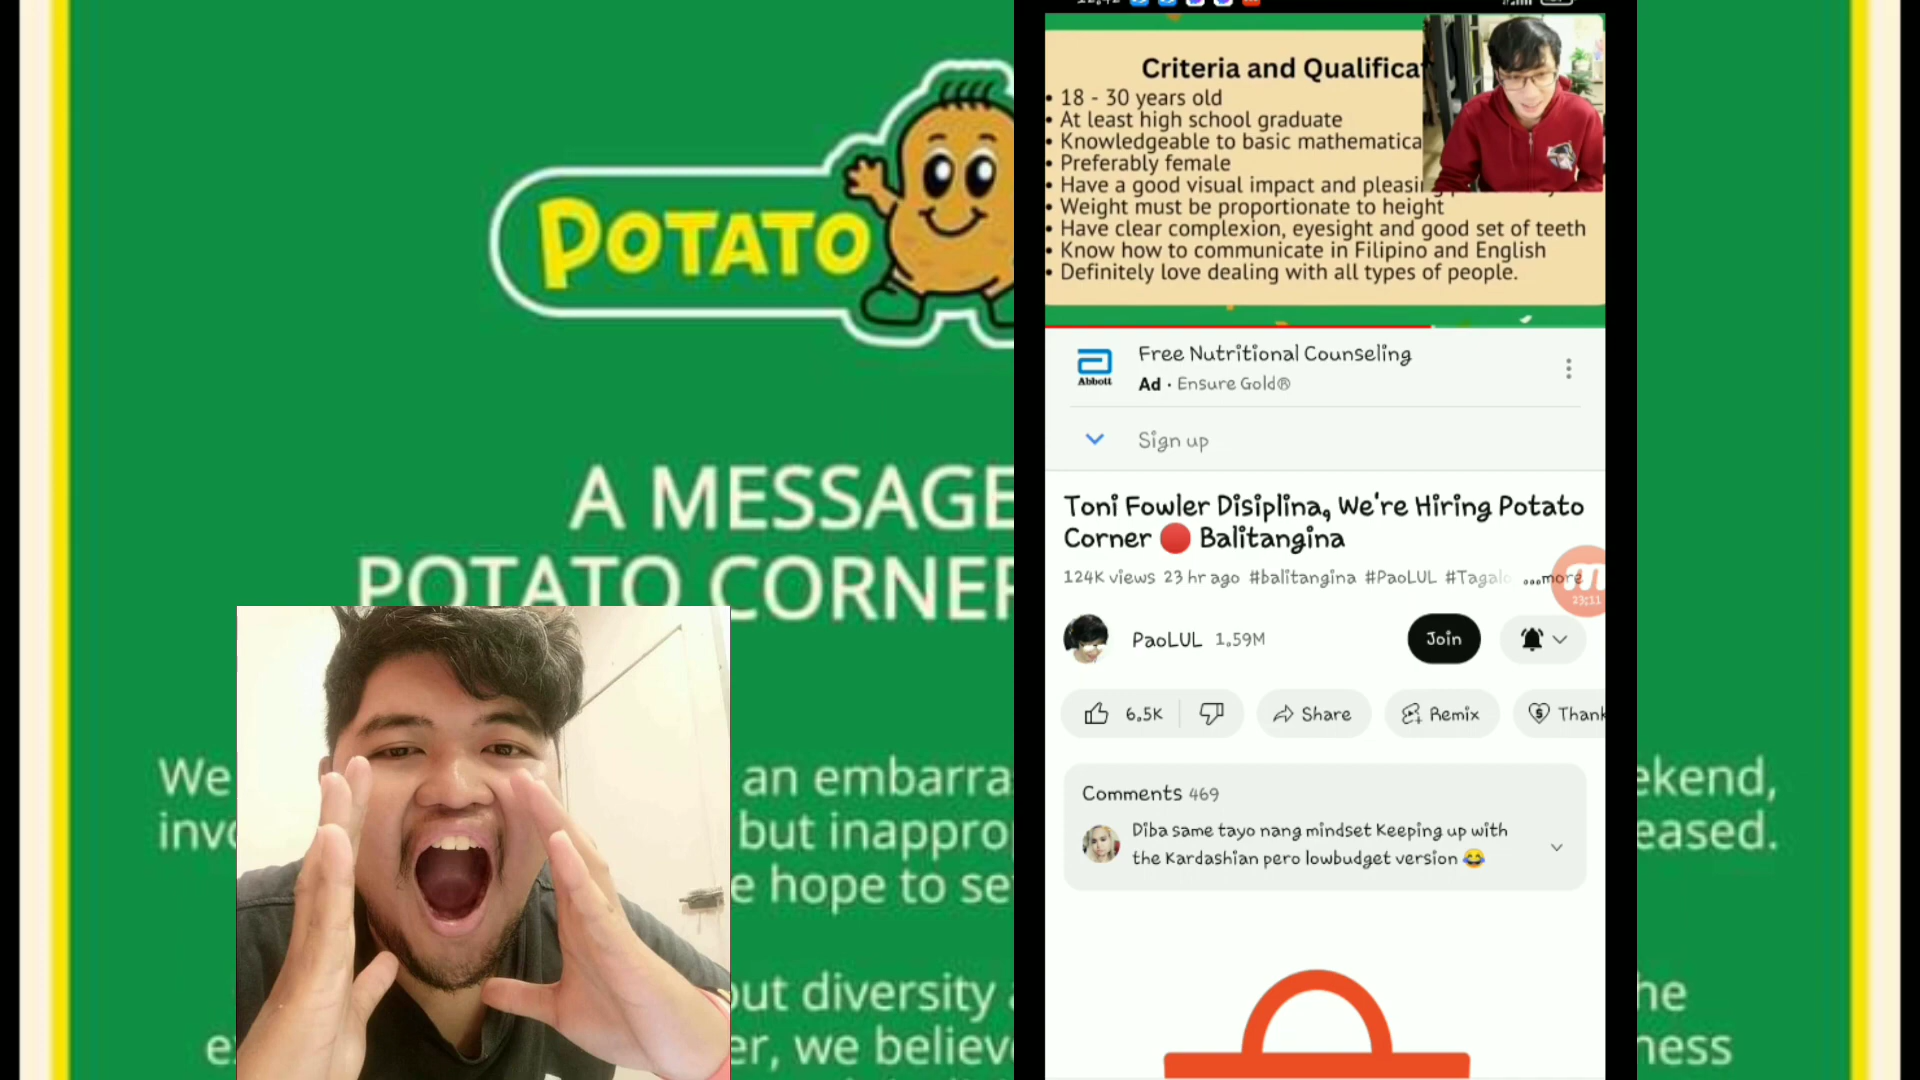 POTATO
A MESSAGE
POTATO CORNER
We an embarra ekend,
but inappro eased.
e hope to se
out diversity
we believ ness
Criteria and Qualifica
• 18 - 30 years old
• At least high school graduate
• Knowledgeable to basic mathematica
• Preferably female
• Have a good visual impact and pleasi
• Weight must be proportionate to height
• Have clear complexion, eyesight and good set of teeth
• Know how to communicate in Filipino and English
• Definitely love dealing with all types of people.
Abbott
Free Nutritional Counseling
Ad · Ensure Gold®
Sign up
Toni Fowler Disiplina, We're Hiring Potato
Corner 🔴 Balitangina
124K views 23 hr ago #balitangina #PaoLUL #Tagalo ...more
23:11
PaoLUL 1.59M
Join
6.5K
Share
Remix
Thank
Comments 469
Diba same tayo nang mindset Keeping up with
the Kardashian pero lowbudget version 😂